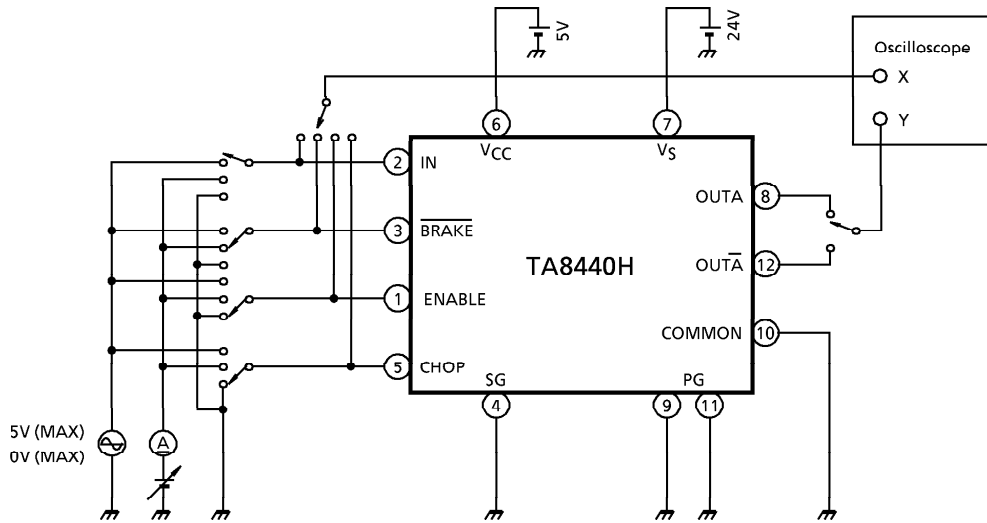 5V
24V
Oscilloscope
X
Y
6
7
VCC
VS
2
IN
OUTA
8
3
BRAKE
TA8440H
OUTA
12
1
ENABLE
COMMON
10
5
CHOP
SG
PG
4
9
11
5V (MAX)
0V (MAX)
A